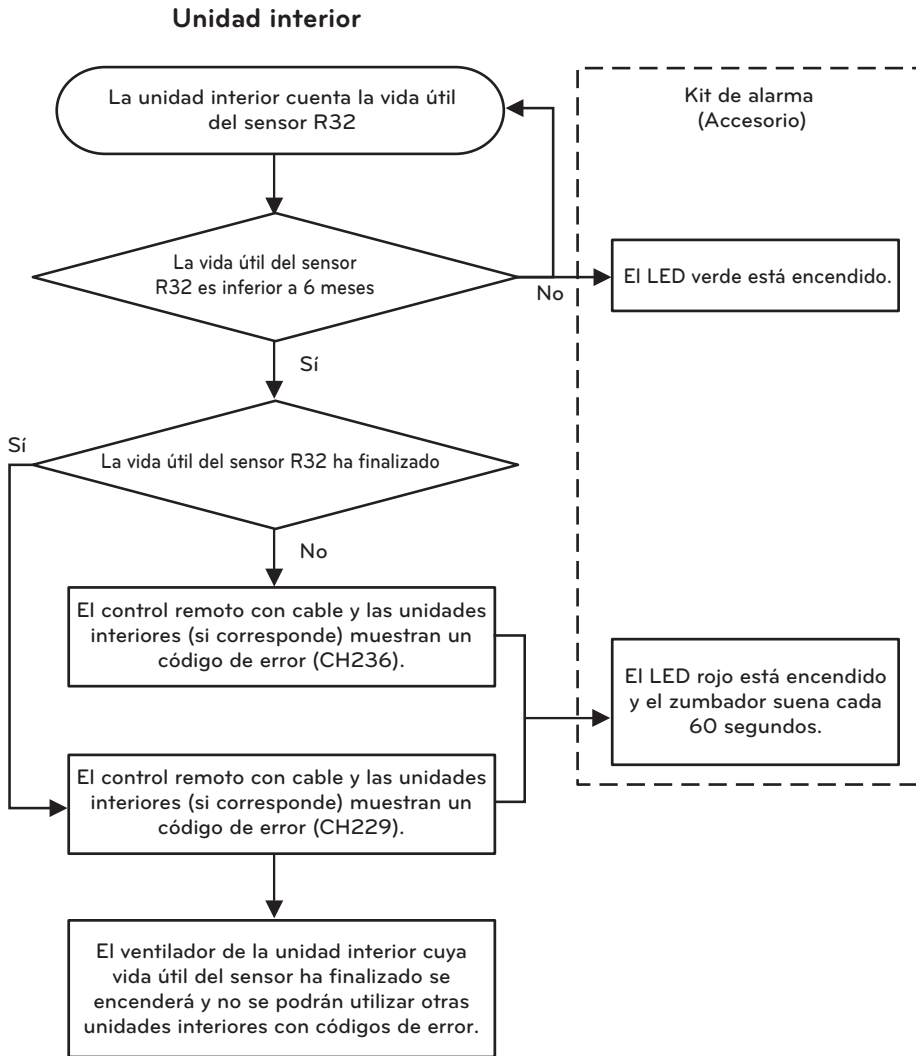 Unidad interior
La unidad interior cuenta la vida útil
del sensor R32
Kit de alarma
(Accesorio)
La vida útil del sensor
R32 es inferior a 6 meses
No
El LED verde está encendido.
Sí
Sí
La vida útil del sensor R32 ha finalizado
No
El control remoto con cable y las unidades
interiores (si corresponde) muestran un
código de error (CH236).
El LED rojo está encendido
y el zumbador suena cada
60 segundos.
El control remoto con cable y las unidades
interiores (si corresponde) muestran un
código de error (CH229).
El ventilador de la unidad interior cuya
vida útil del sensor ha finalizado se
encenderá y no se podrán utilizar otras
unidades interiores con códigos de error.